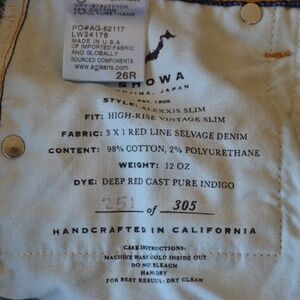 PO#AG-52117
LW24176
MADE IN U.S.A
OF IMPORTED FABRIC
AND GLOBALLY
SOURCED COMPONENTS
www.agjeans.com
26R
SHOWA
JAPAN
EST. 1808
STYLE: ALEXXIS SLIM
FIT: HIGH-RISE VINTAGE SLIM
FABRIC: 3 X 1 RED LINE SELVAGE DENIM
CONTENT: 98% COTTON, 2% POLYURETHANE
WEIGHT: 12 OZ
DYE: DEEP RED CAST PURE INDIGO
251 of 305
HANDCRAFTED IN CALIFORNIA
CARE INSTRUCTIONS:
MACHINE WASH COLD INSIDE OUT
DO NOT BLEACH
HANG DRY
FOR BEST RESULTS: DRY CLEAN